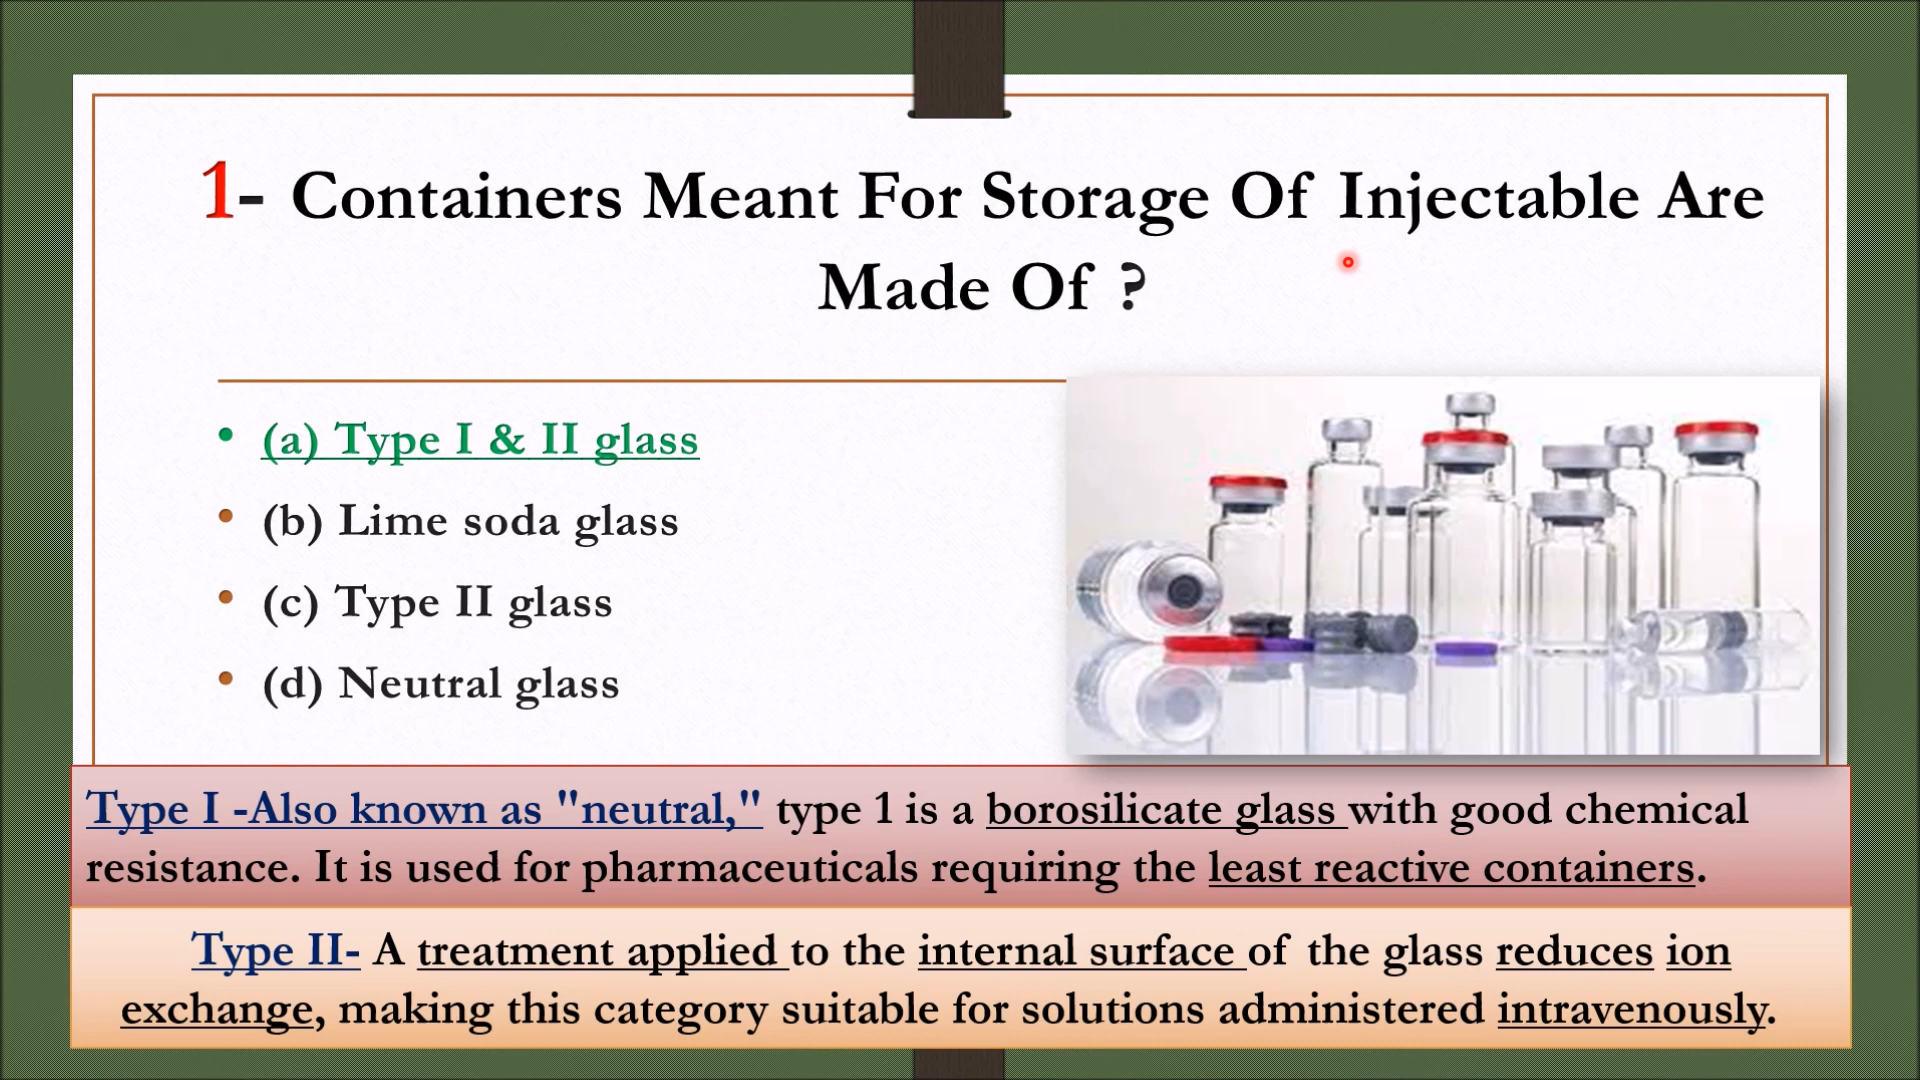 1- Containers Meant For Storage Of Injectable Are
Made Of ?
• (a) Type I & II glass
• (b) Lime soda glass
• (c) Type II glass
• (d) Neutral glass
Type I -Also known as "neutral," type 1 is a borosilicate glass with good chemical
resistance. It is used for pharmaceuticals requiring the least reactive containers.
Type II- A treatment applied to the internal surface of the glass reduces ion
exchange, making this category suitable for solutions administered intravenously.